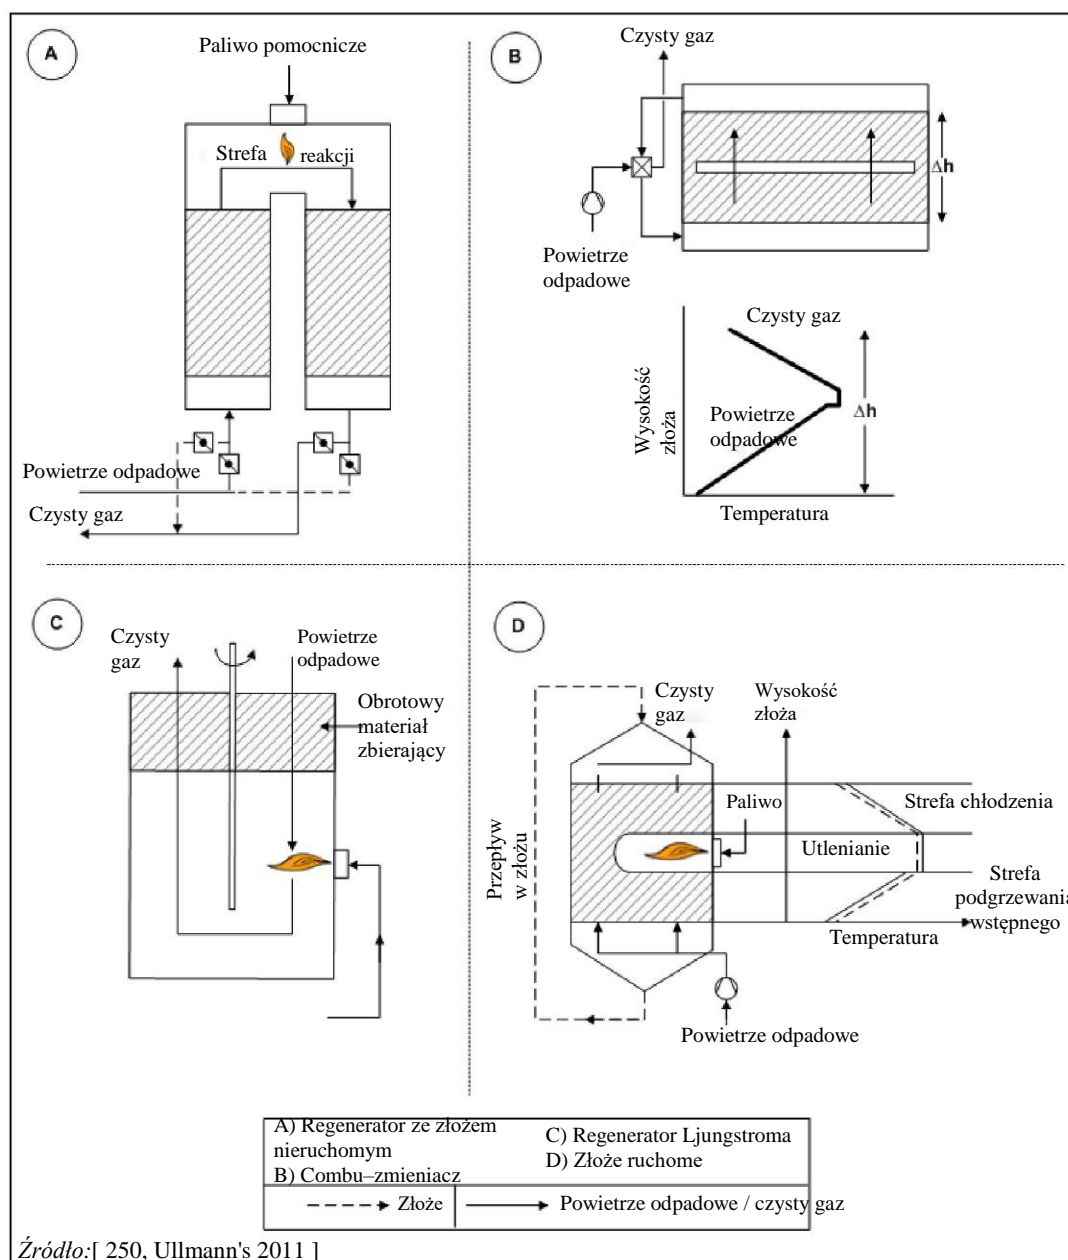 A
Paliwo pomocnicze
Strefa reakcji
Powietrze odpadowe
Czysty gaz
B
Czysty gaz
Δh
Powietrze
odpadowe
Czysty gaz
Wysokość
złoża
Powietrze
odpadowe
Δh
Temperatura
C
Czysty
gaz
Powietrze
odpadowe
Obrotowy
materiał
zbierający
D
Czysty
gaz
Wysokość
złoża
Paliwo
Strefa chłodzenia
Przepływ
w złożu
Utlenianie
Strefa
podgrzewania
wstępnego
Temperatura
Powietrze odpadowe
A) Regenerator ze złożem
nieruchomym
B) Combu–zmieniacz
C) Regenerator Ljungstroma
D) Złoże ruchome
Złoże
Powietrze odpadowe / czysty gaz
Źródło:[ 250, Ullmann's 2011 ]